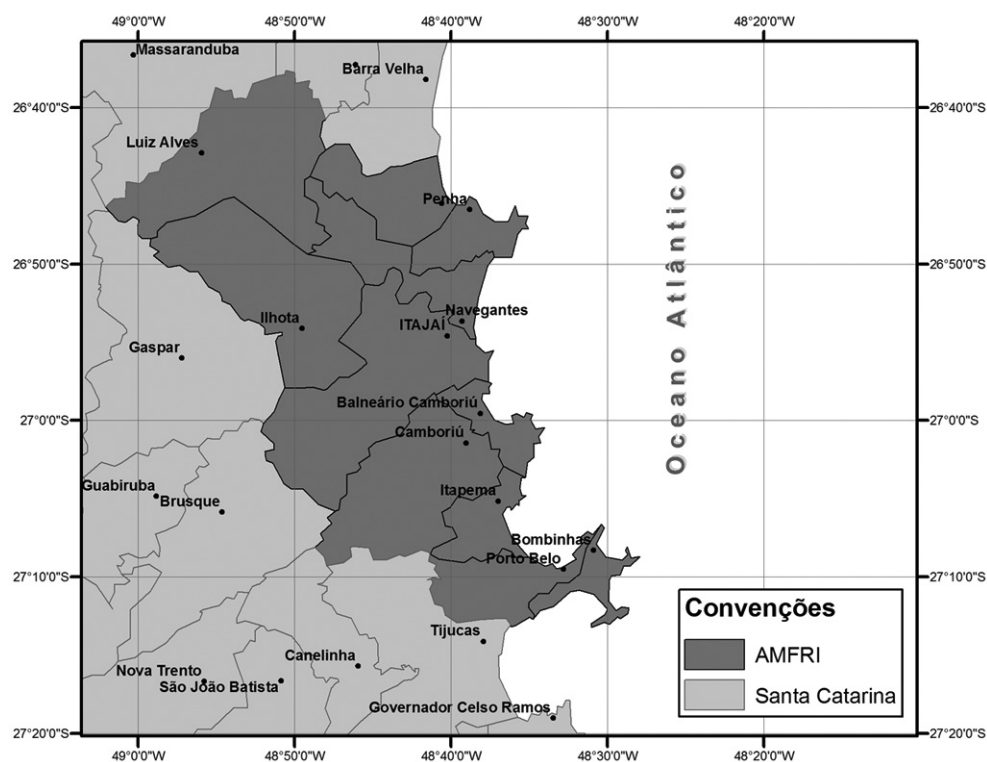 49°0'0"W 48°50'0"W 48°40'0"W 48°30'0"W 48°20'0"W
Massaranduba
Barra Velha
26°40'0"S 26°40'0"S
Luiz Alves
Penha
26°50'0"S 26°50'0"S
Oceano Atlântico
Navegantes
Ilhota
ITAJAÍ
Gaspar
Balneário Camboriú
27°0'0"S 27°0'0"S
Camboriú
Guabiruba
Itapema
Brusque
Bombinhas
Porto Belo
27°10'0"S 27°10'0"S
Convenções
AMFRI
Santa Catarina
Tijucas
Canelinha
Nova Trento
São João Batista
Governador Celso Ramos
27°20'0"S 27°20'0"S
49°0'0"W 48°50'0"W 48°40'0"W 48°30'0"W 48°20'0"W